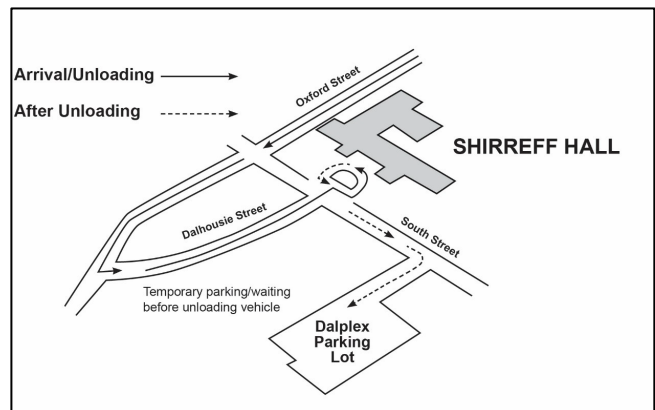 Arrival/Unloading
After Unloading
Oxford Street
SHIRREFF HALL
Dalhousie Street
South Street
Temporary parking/waiting
before unloading vehicle
Dalplex
Parking
Lot